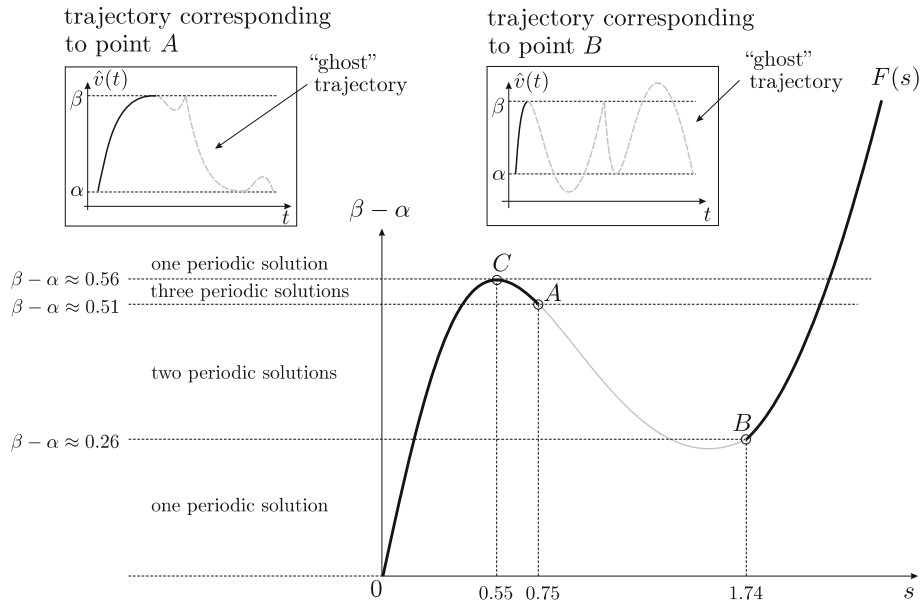 trajectory corresponding
to point A
“ghost”
trajectory
v̂(t)
β
α
t
trajectory corresponding
to point B
“ghost”
trajectory
v̂(t)
β
α
t
F(s)
β − α
one periodic solution
C
β − α ≈ 0.56
three periodic solutions
A
β − α ≈ 0.51
two periodic solutions
β − α ≈ 0.26
B
one periodic solution
0
0.55 0.75 1.74 s